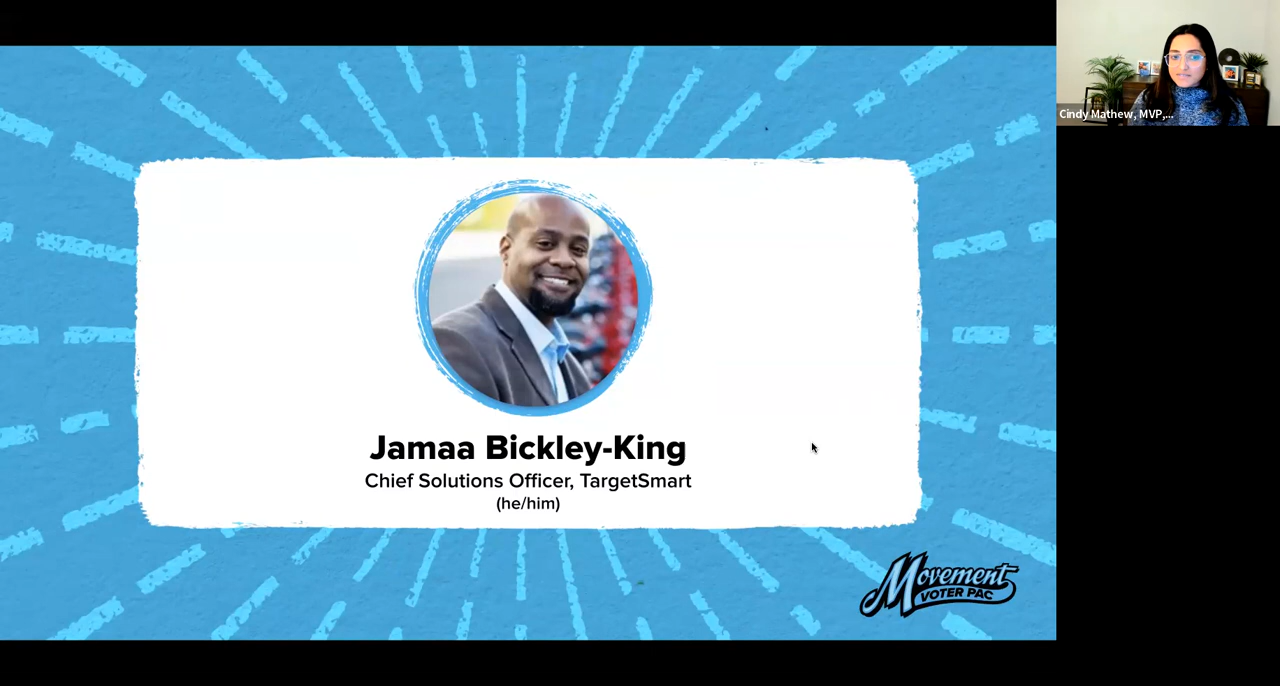 Cindy Mathew, MVP,...
Jamaa Bickley-King
Chief Solutions Officer, TargetSmart
(he/him)
Movement
VOTER PAC